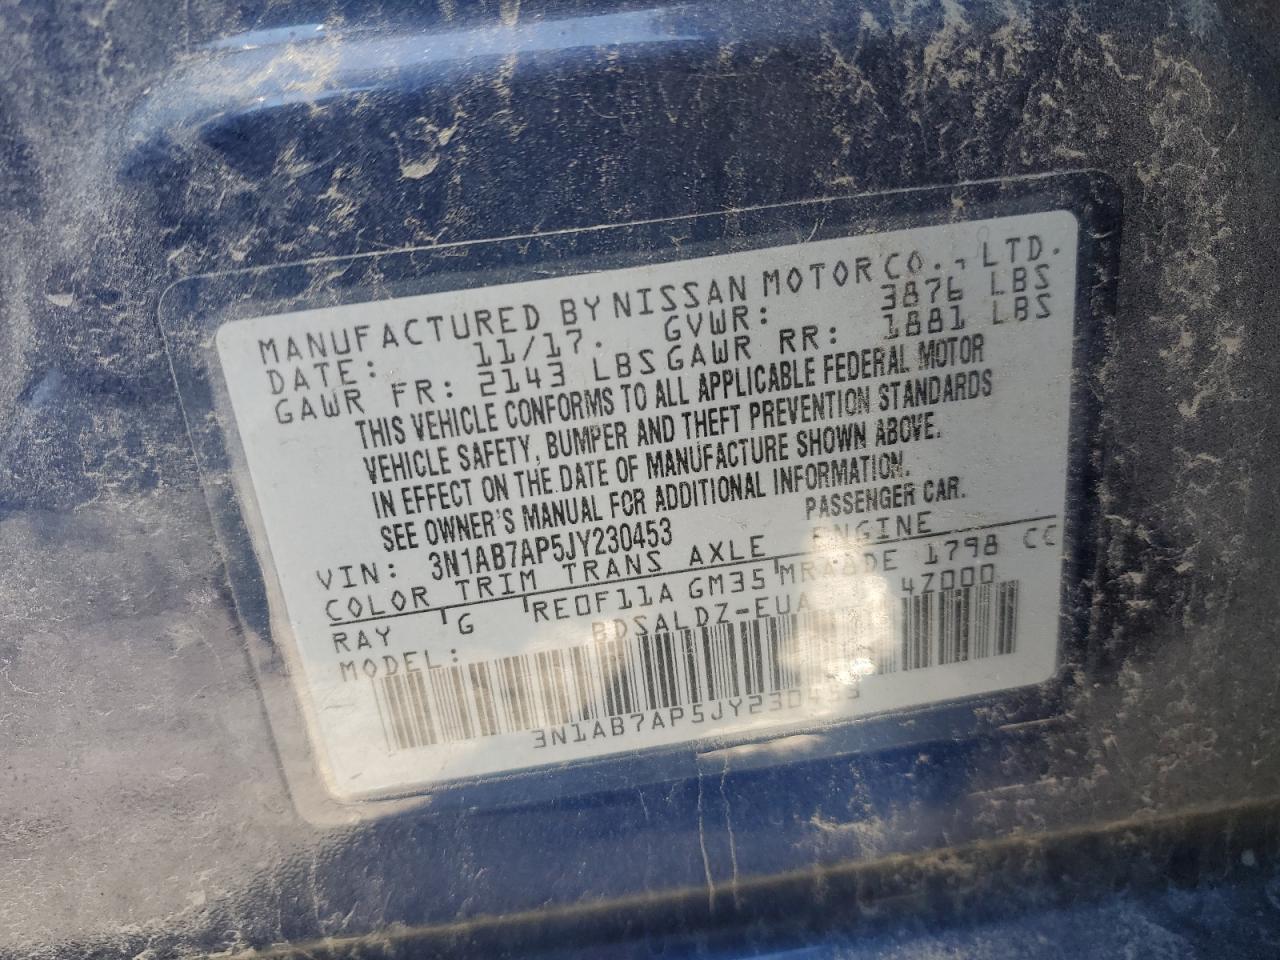 MANUFACTURED BY NISSAN MOTOR CO., LTD.
DATE: 11/17. GVWR: 3876 LBS
GAWR FR: 2143 LBS GAWR RR: 1881 LBS
THIS VEHICLE CONFORMS TO ALL APPLICABLE FEDERAL MOTOR
VEHICLE SAFETY, BUMPER AND THEFT PREVENTION STANDARDS
IN EFFECT ON THE DATE OF MANUFACTURE SHOWN ABOVE.
SEE OWNER'S MANUAL FOR ADDITIONAL INFORMATION.
VIN: 3N1AB7AP5JY230453 PASSENGER CAR.
COLOR TRIM TRANS AXLE ENGINE
RAY G RE0F11A GM35 1798 CC
MODEL: 4Z000